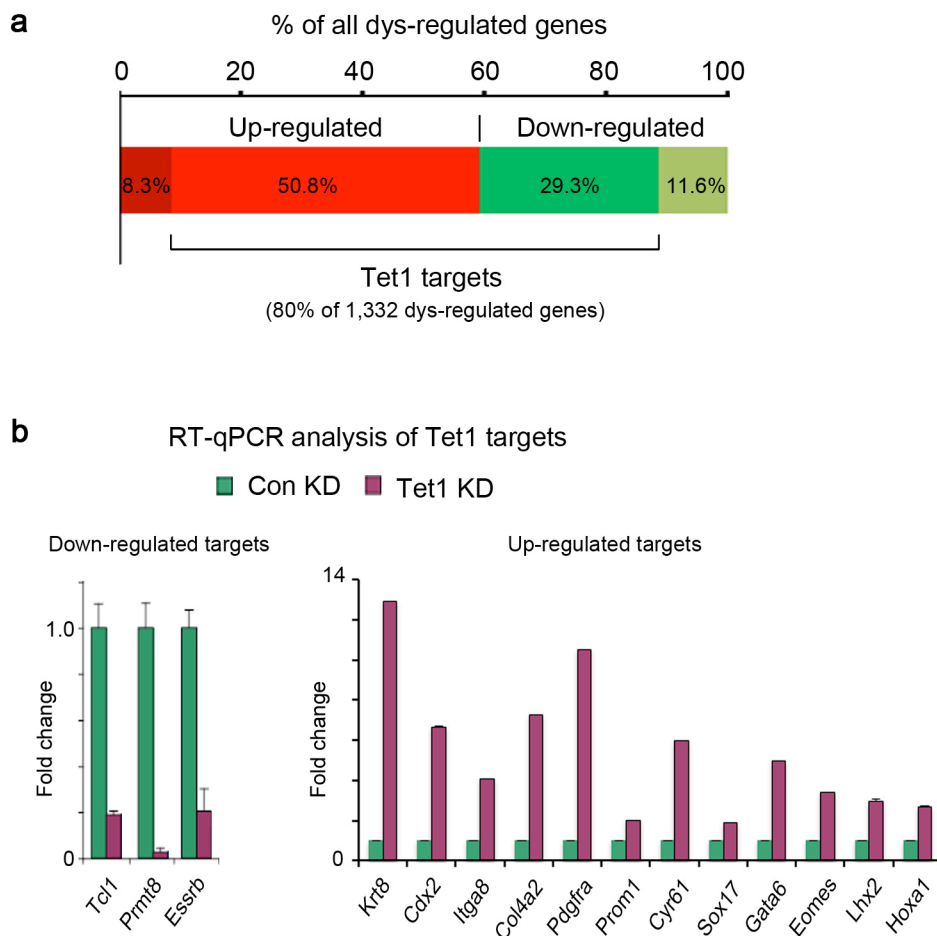 a
% of all dys-regulated genes
0 20 40 60 80 100
Up-regulated | Down-regulated
8.3% 50.8% 29.3% 11.6%
Tet1 targets
(80% of 1,332 dys-regulated genes)
b
RT-qPCR analysis of Tet1 targets
Con KD Tet1 KD
Down-regulated targets
Fold change
1.0
0
Tcl1 Prmt8 Essrb
Up-regulated targets
Fold change
14
0
Krt8 Cdx2 Itga8 Col4a2 Pdgfra Prom1 Cyr61 Sox17 Gata6 Eomes Lhx2 Hoxa1